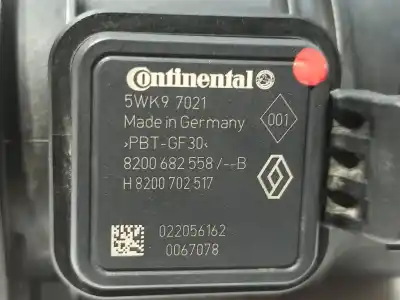 Continental
5WK9 7021
Made in Germany
001
›PBT-GF30‹
8200 682 558 /--B
H 8200 702 517
022056162
0067078